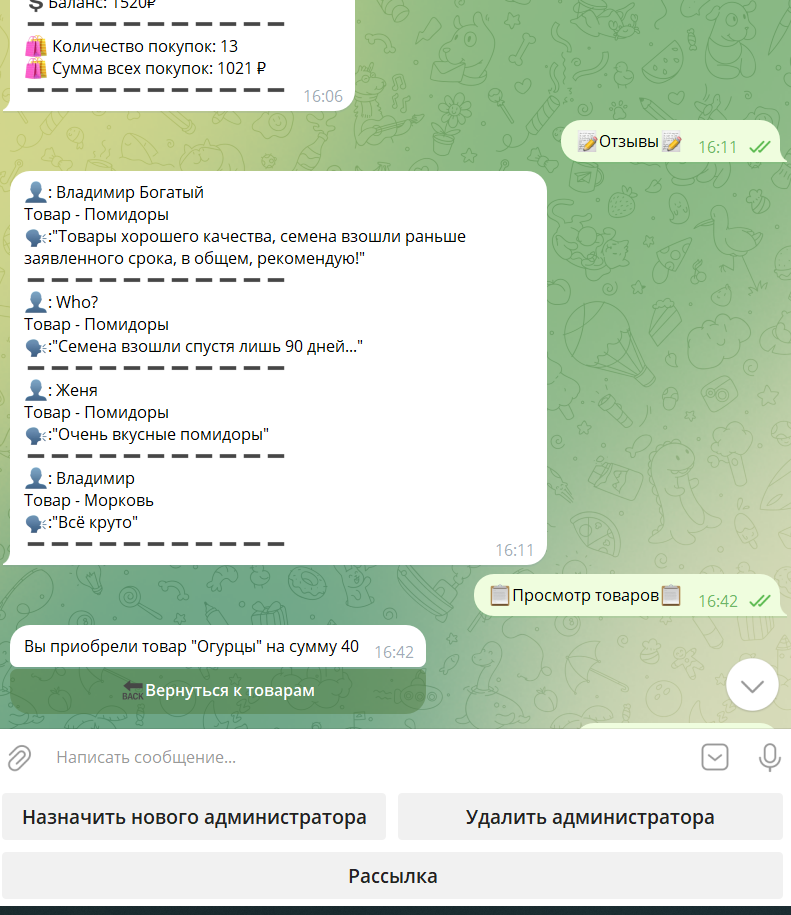 Баланс: 1520₽
Количество покупок: 13
Сумма всех покупок: 1021 ₽
16:06
Отзывы
16:11
: Владимир Богатый
Товар - Помидоры
:"Товары хорошего качества, семена взошли раньше
заявленного срока, в общем, рекомендую!"
: Who?
Товар - Помидоры
:"Семена взошли спустя лишь 90 дней..."
: Женя
Товар - Помидоры
:"Очень вкусные помидоры"
: Владимир
Товар - Морковь
:"Всё круто"
16:11
Просмотр товаров
16:42
Вы приобрели товар "Огурцы" на сумму 40
16:42
BACK Вернуться к товарам
Написать сообщение...
Назначить нового администратора
Удалить администратора
Рассылка